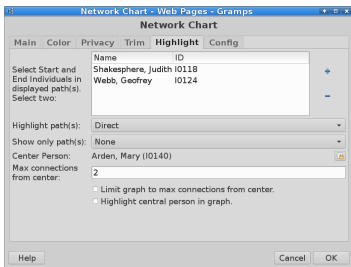 Network Chart - Web Pages - Gramps
Network Chart
Main Color Privacy Trim Highlight Config
Name ID
Select Start and
End Individuals in
displayed path(s).
Select two:
Shakesphere, Judith I0118
Webb, Geofrey I0124
Highlight path(s): Direct
Show only path(s): None
Center Person: Arden, Mary (I0140)
Max connections
from center:
2
Limit graph to max connections from center.
Highlight central person in graph.
Help Cancel OK